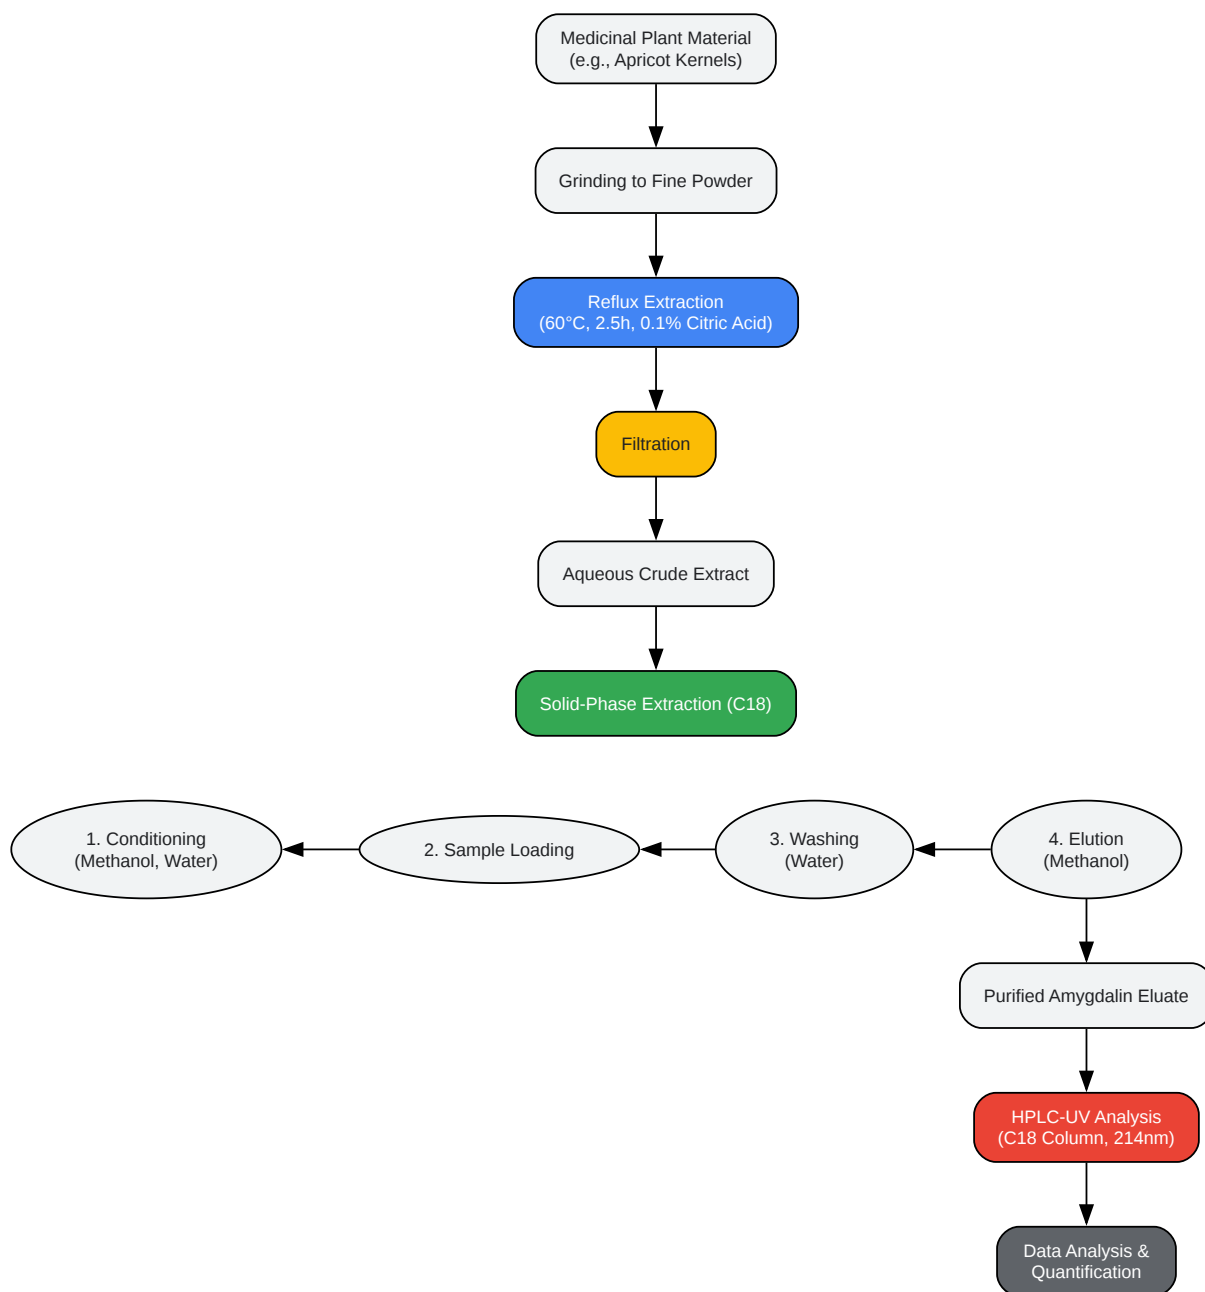 Medicinal Plant Material
(e.g., Apricot Kernels)
Grinding to Fine Powder
Reflux Extraction
(60°C, 2.5h, 0.1% Citric Acid)
Filtration
Aqueous Crude Extract
Solid-Phase Extraction (C18)
1. Conditioning
(Methanol, Water)
2. Sample Loading
3. Washing
(Water)
4. Elution
(Methanol)
Purified Amygdalin Eluate
HPLC-UV Analysis
(C18 Column, 214nm)
Data Analysis &
Quantification